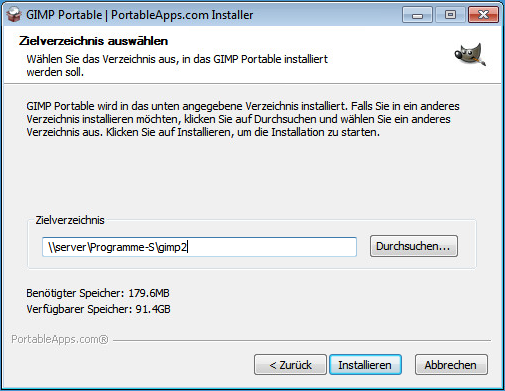 GIMP Portable | PortableApps.com Installer
Zielverzeichnis auswählen
Wählen Sie das Verzeichnis aus, in das GIMP Portable installiert
werden soll.
GIMP Portable wird in das unten angegebene Verzeichnis installiert. Falls Sie in ein anderes
Verzeichnis installieren möchten, klicken Sie auf Durchsuchen und wählen Sie ein anderes
Verzeichnis aus. Klicken Sie auf Installieren, um die Installation zu starten.
Zielverzeichnis
\\server\Programme-S\gimp2
Durchsuchen...
Benötigter Speicher: 179.6MB
Verfügbarer Speicher: 91.4GB
PortableApps.com®
< Zurück
Installieren
Abbrechen